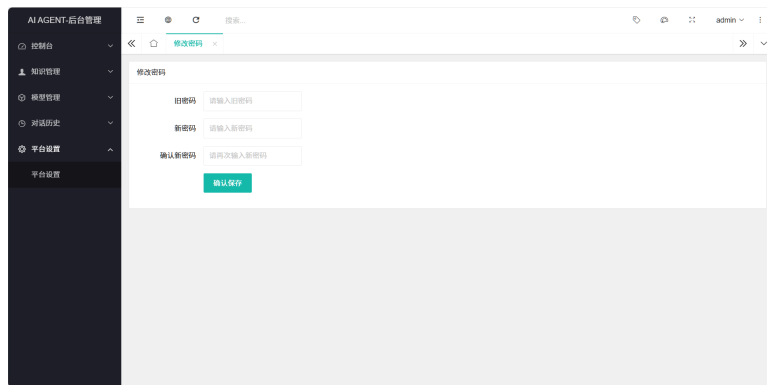 AI AGENT-后台管理
搜索...
admin
控制台
修改密码
知识管理
修改密码
模型管理
旧密码 请输入旧密码
对话历史
新密码 请输入新密码
平台设置
确认新密码 请再次输入新密码
平台设置
确认保存